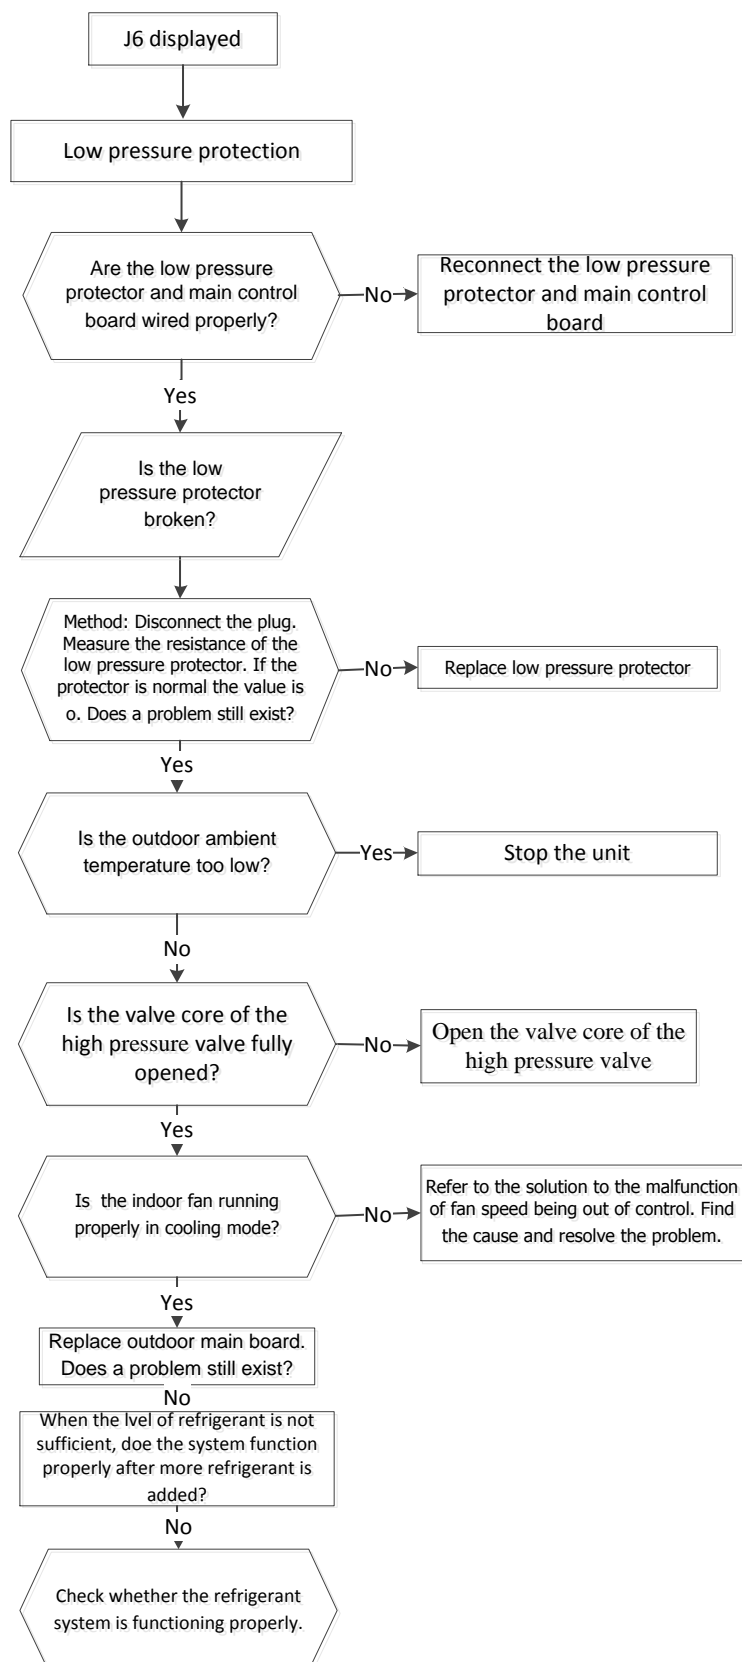 J6 displayed
Low pressure protection
Are the low pressure
protector and main control
board wired properly?
No
Reconnect the low pressure
protector and main control
board
Yes
Is the low
pressure protector
broken?
Method: Disconnect the plug.
Measure the resistance of the
low pressure protector. If the
protector is normal the value is
o. Does a problem still exist?
No
Replace low pressure protector
Yes
Is the outdoor ambient
temperature too low?
Yes
Stop the unit
No
Is the valve core of the
high pressure valve fully
opened?
No
Open the valve core of the
high pressure valve
Yes
Is the indoor fan running
properly in cooling mode?
No
Refer to the solution to the malfunction
of fan speed being out of control. Find
the cause and resolve the problem.
Yes
Replace outdoor main board.
Does a problem still exist?
No
When the lvel of refrigerant is not
sufficient, doe the system function
properly after more refrigerant is
added?
No
Check whether the refrigerant
system is functioning properly.